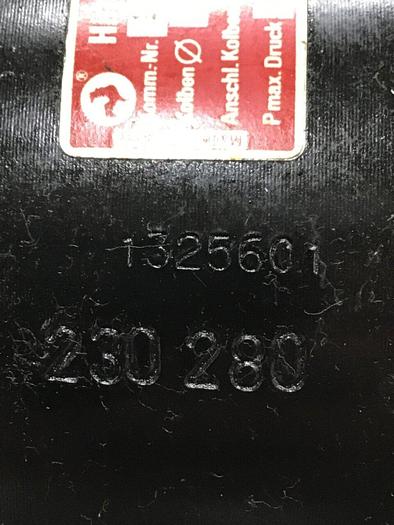 Komm.-Nr.
Kolben Ø
Anschl. Kolben
P max. Druck
1325601
230 280